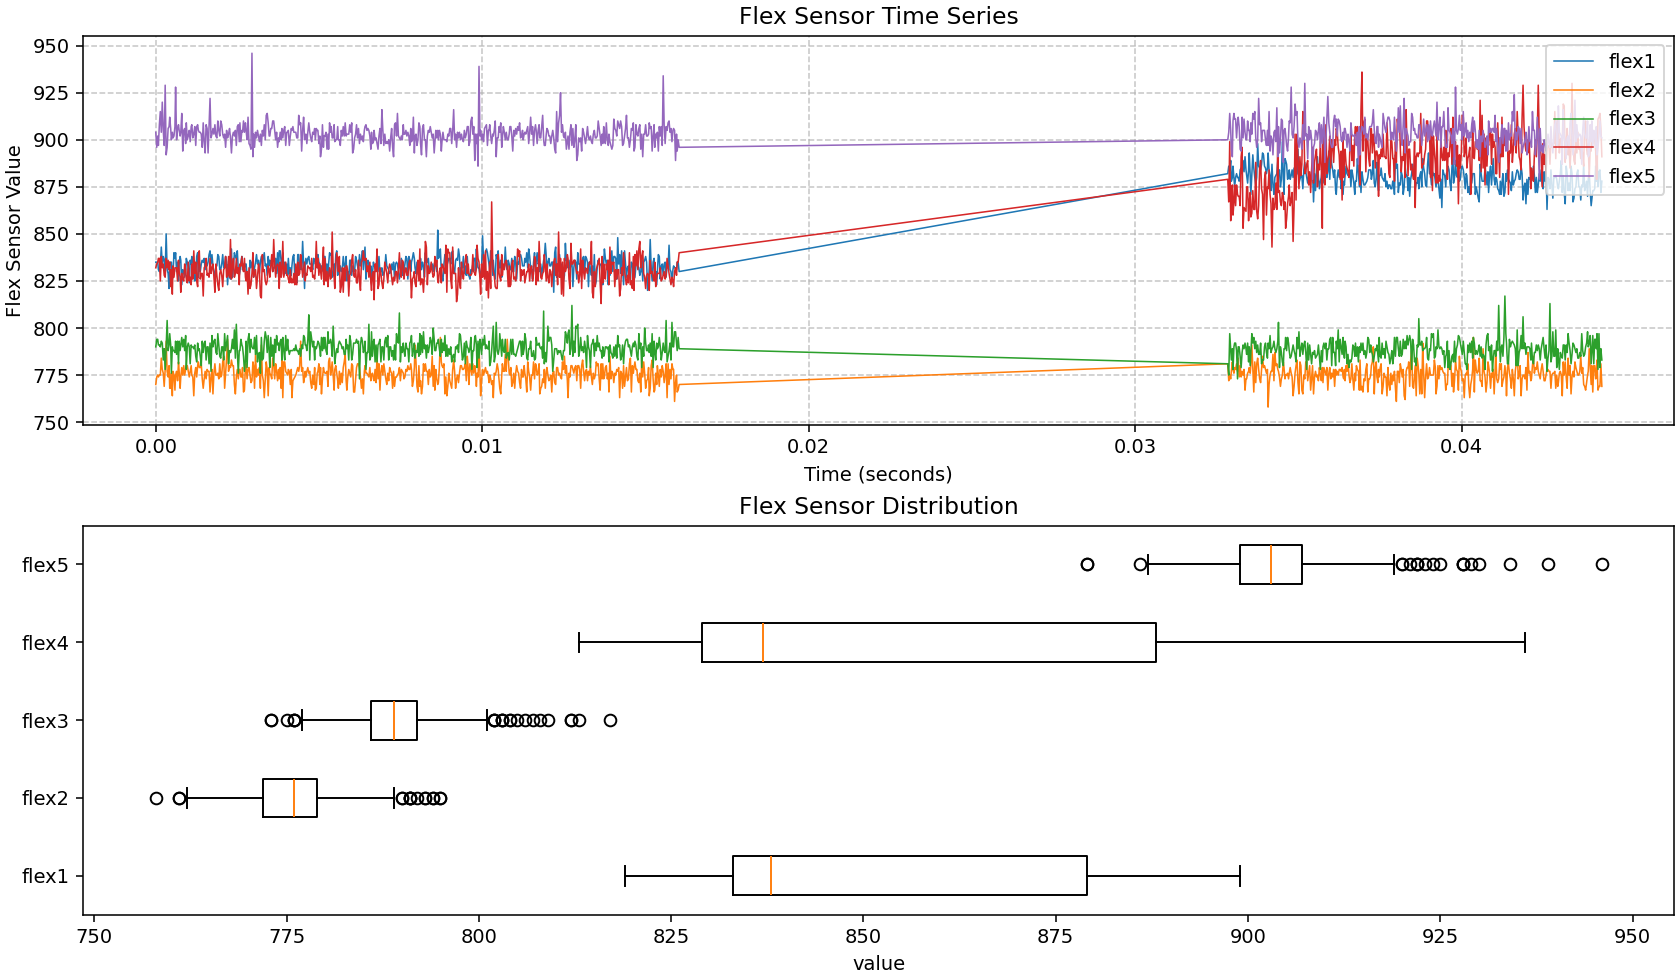 Flex Sensor Time Series
Flex Sensor Value
950
925
900
875
850
825
800
775
750
flex1
flex2
flex3
flex4
flex5
0.00 0.01 0.02 0.03 0.04
Time (seconds)
Flex Sensor Distribution
flex5
flex4
flex3
flex2
flex1
750 775 800 825 850 875 900 925 950
value